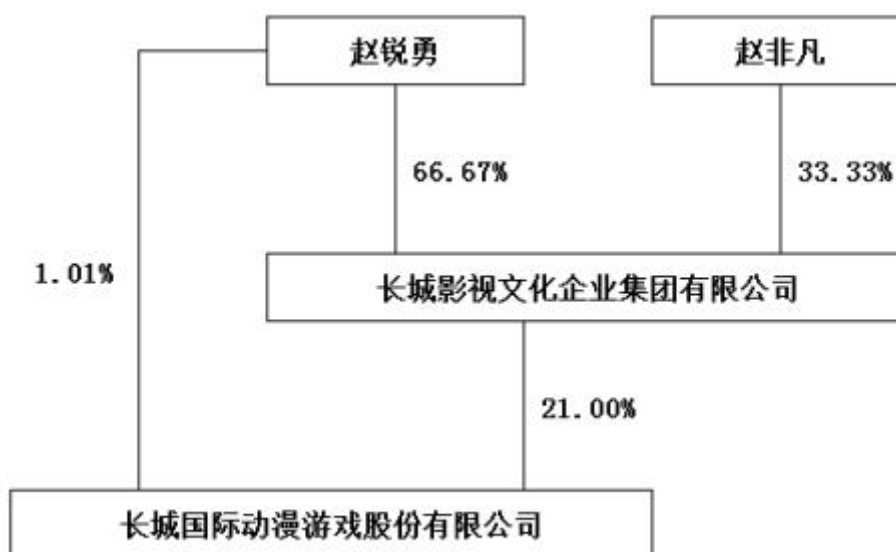 赵锐勇
赵非凡
66.67%
33.33%
1.01%
长城影视文化企业集团有限公司
21.00%
长城国际动漫游戏股份有限公司